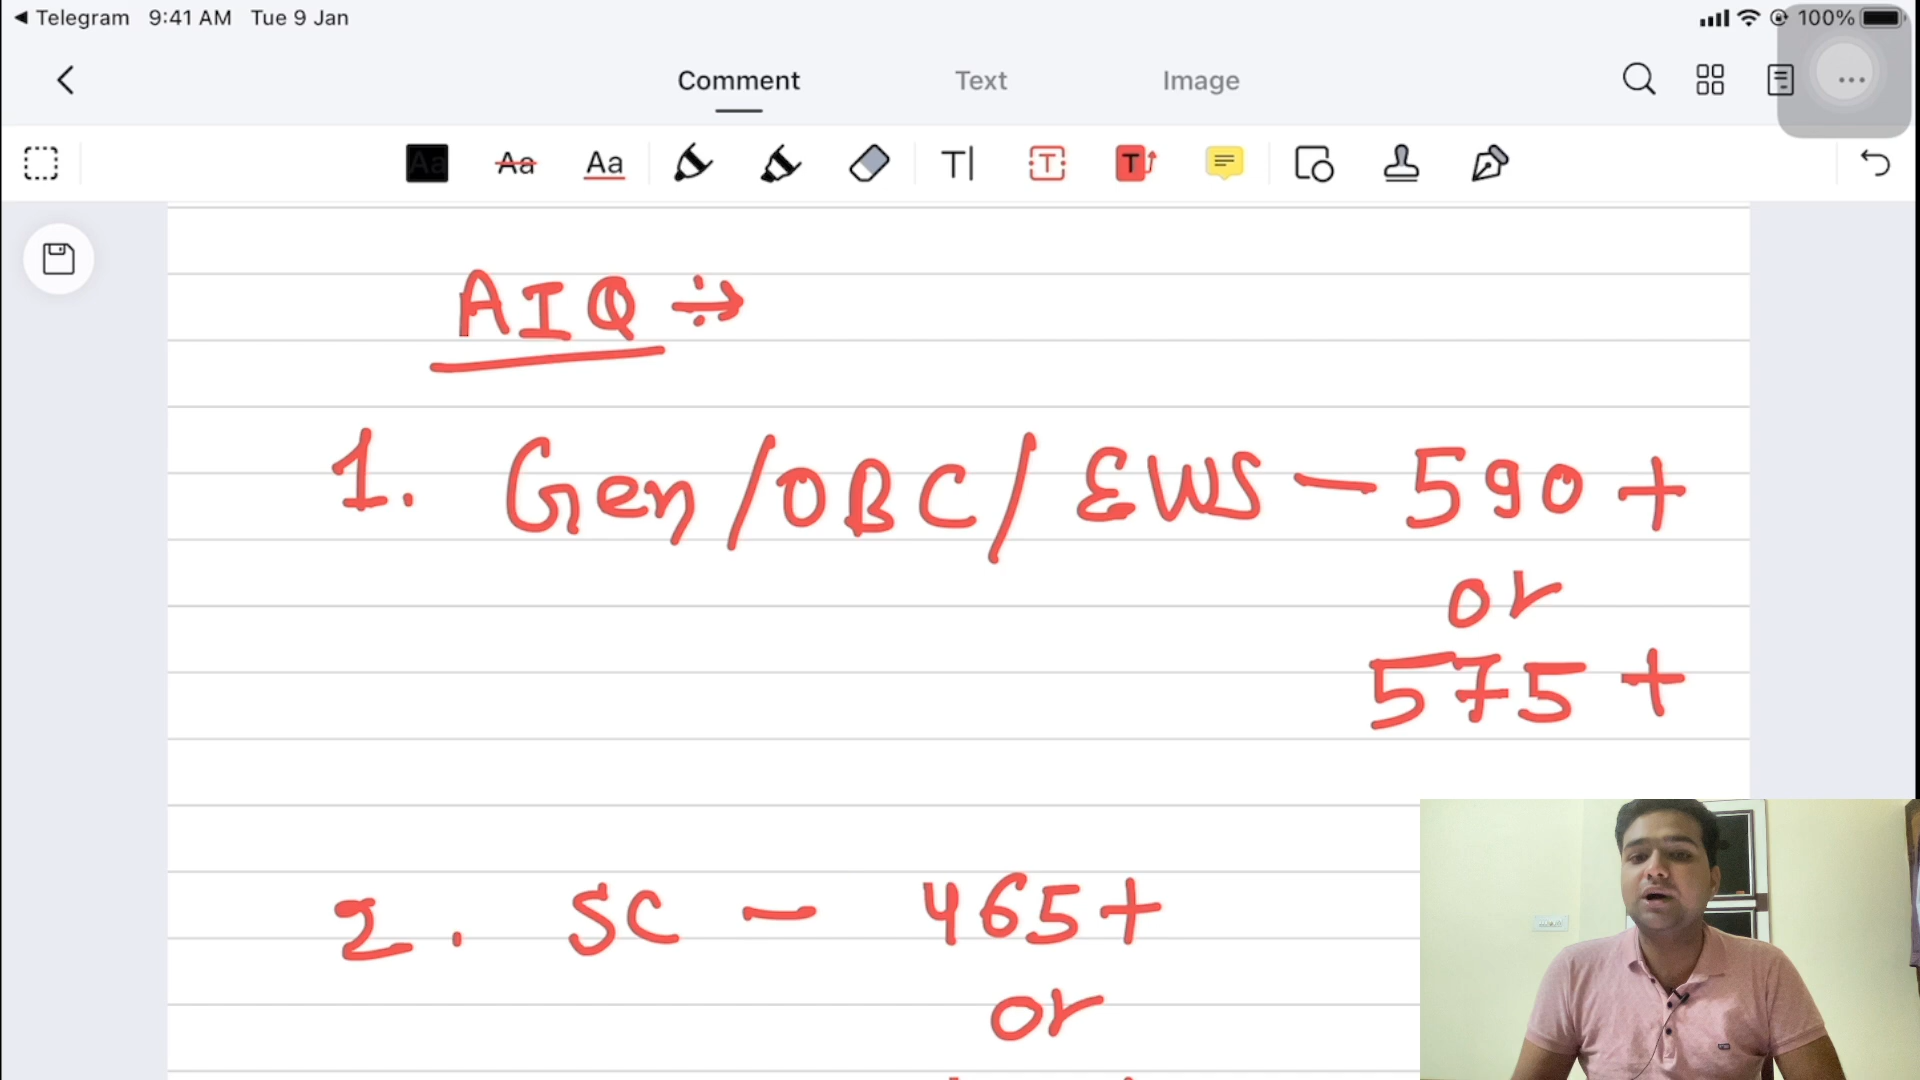 ◀ Telegram 9:41 AM Tue 9 Jan 100%
Comment Text Image
Aa Aa Aa T T T
AIQ ÷→
1. Gen/OBC/EWS - 590+
or
575+
2. SC - 465+
or